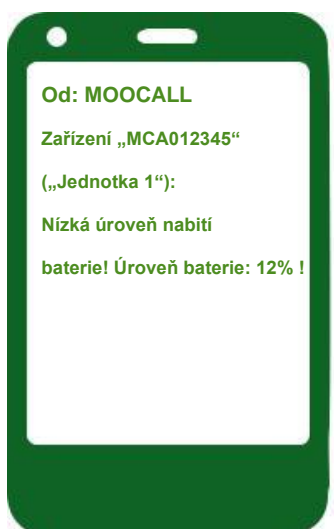 Od: MOOCALL
Zařízení „MCA012345“
(„Jednotka 1“):
Nízká úroveň nabití
baterie! Úroveň baterie: 12% !